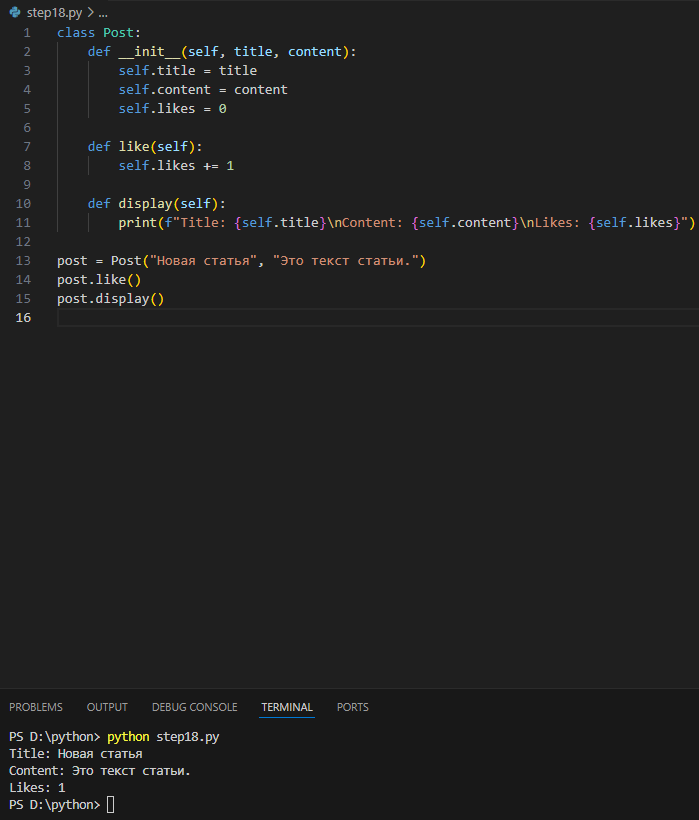 step18.py > ...
1 class Post:
2     def __init__(self, title, content):
3         self.title = title
4         self.content = content
5         self.likes = 0
6
7     def like(self):
8         self.likes += 1
9
10     def display(self):
11         print(f"Title: {self.title}\nContent: {self.content}\nLikes: {self.likes}")
12
13 post = Post("Новая статья", "Это текст статьи.")
14 post.like()
15 post.display()
16
PROBLEMS OUTPUT DEBUG CONSOLE TERMINAL PORTS
PS D:\python> python step18.py
Title: Новая статья
Content: Это текст статьи.
Likes: 1
PS D:\python>